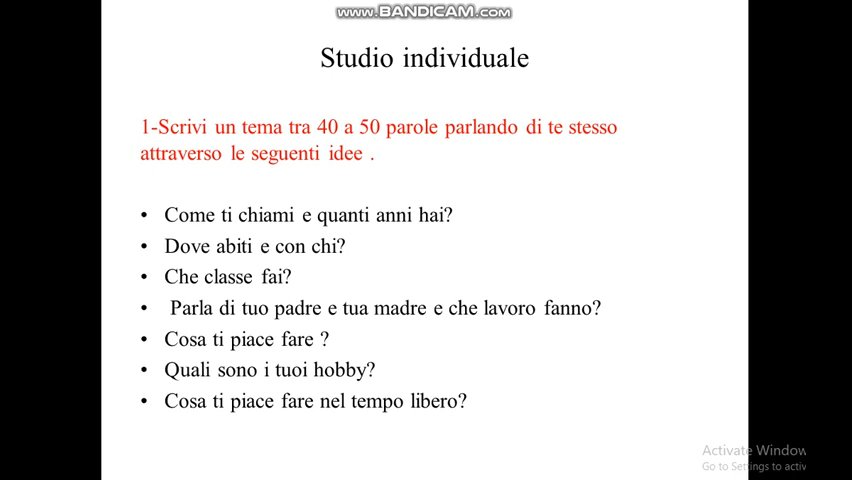 www.BANDICAM.com
Studio individuale
1-Scrivi un tema tra 40 a 50 parole parlando di te stesso
attraverso le seguenti idee .
• Come ti chiami e quanti anni hai?
• Dove abiti e con chi?
• Che classe fai?
• Parla di tuo padre e tua madre e che lavoro fanno?
• Cosa ti piace fare ?
• Quali sono i tuoi hobby?
• Cosa ti piace fare nel tempo libero?
Activate Window
Go to Settings to activ